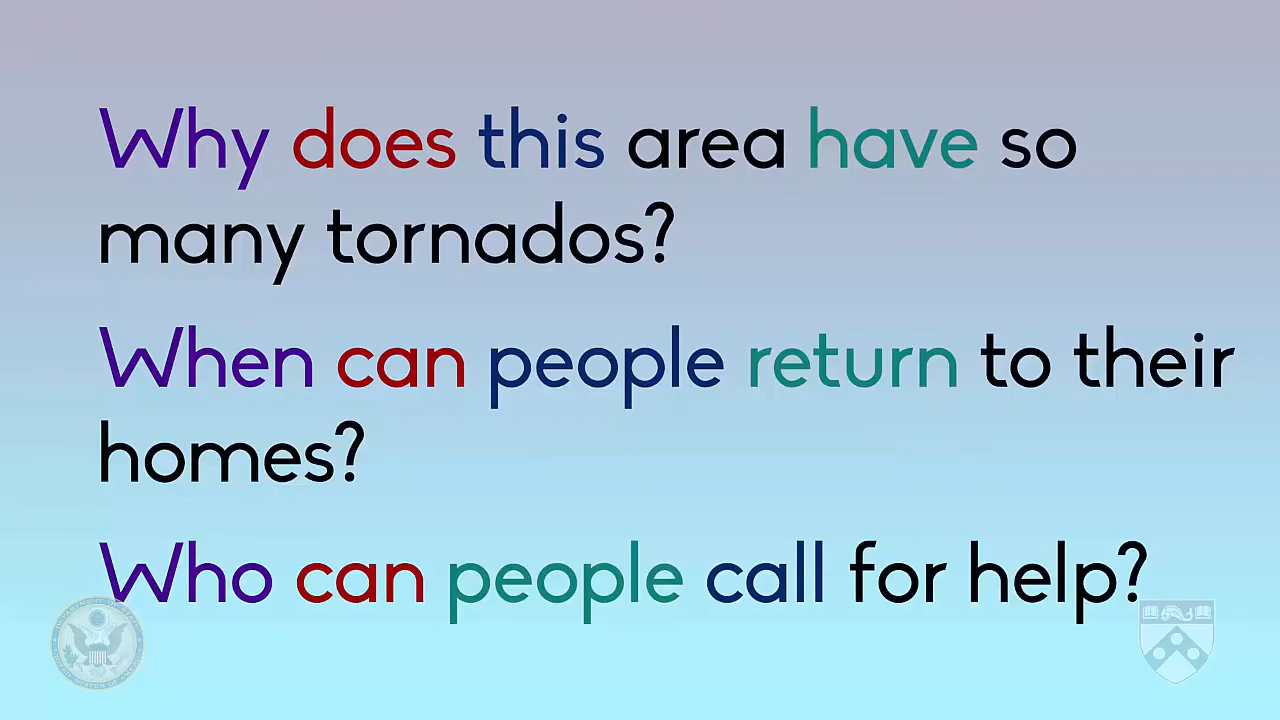 Why does this area have so
many tornados?
When can people return to their
homes?
Who can people call for help?